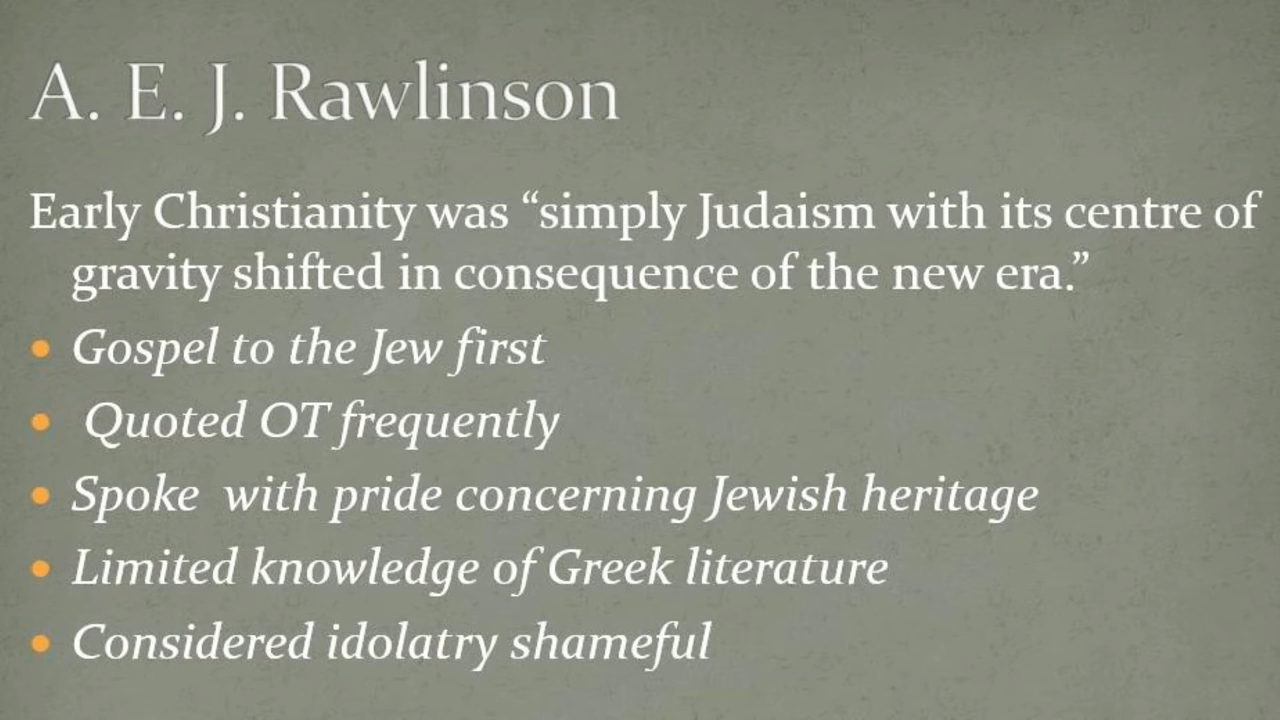 A. E. J. Rawlinson
Early Christianity was “simply Judaism with its centre of
gravity shifted in consequence of the new era.”
• Gospel to the Jew first
• Quoted OT frequently
• Spoke with pride concerning Jewish heritage
• Limited knowledge of Greek literature
• Considered idolatry shameful